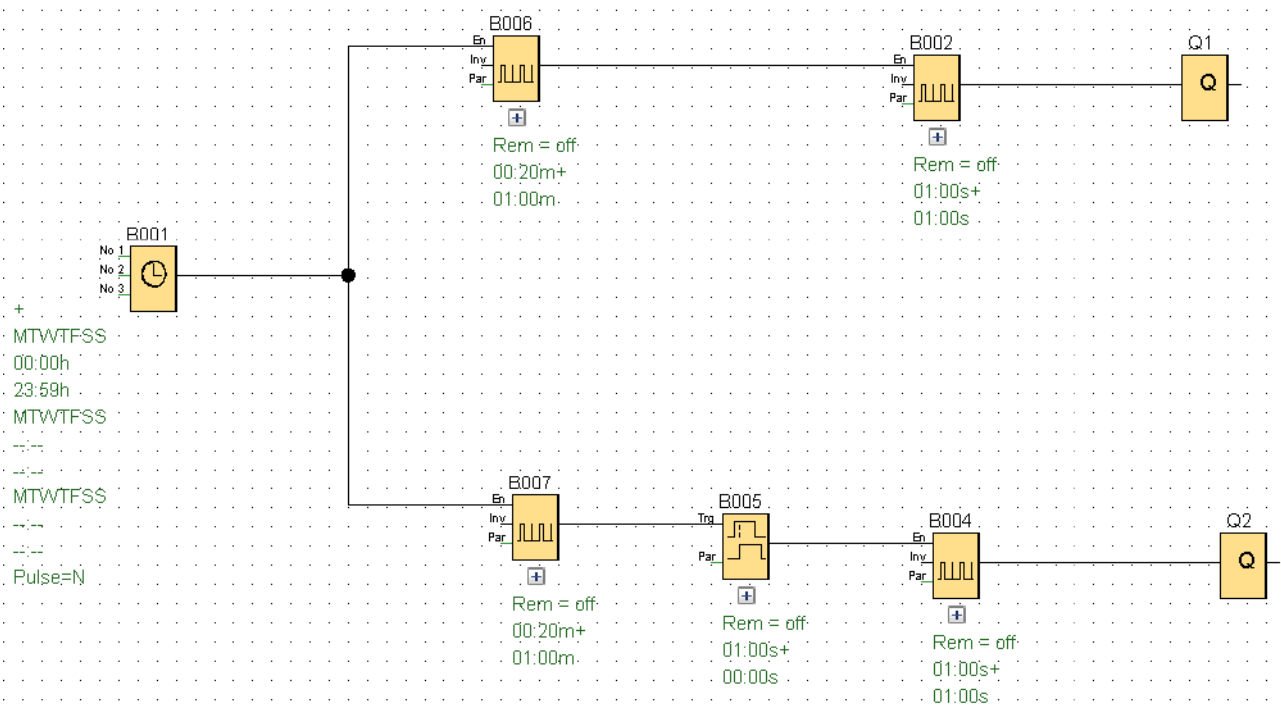 B006
En
Inv
Par
Rem = off
00:20m+
01:00m
B002
En
Inv
Par
Rem = off
01:00s+
01:00s
Q1
Q
B001
No 1
No 2
No 3
+
MTWTFSS
00:00h
23:59h
MTWTFSS
--:--
--:--
MTWTFSS
--:--
--:--
Pulse=N
B007
En
Inv
Par
Rem = off
00:20m+
01:00m
B005
Trg
Par
Rem = off
01:00s+
00:00s
B004
En
Inv
Par
Rem = off
01:00s+
01:00s
Q2
Q